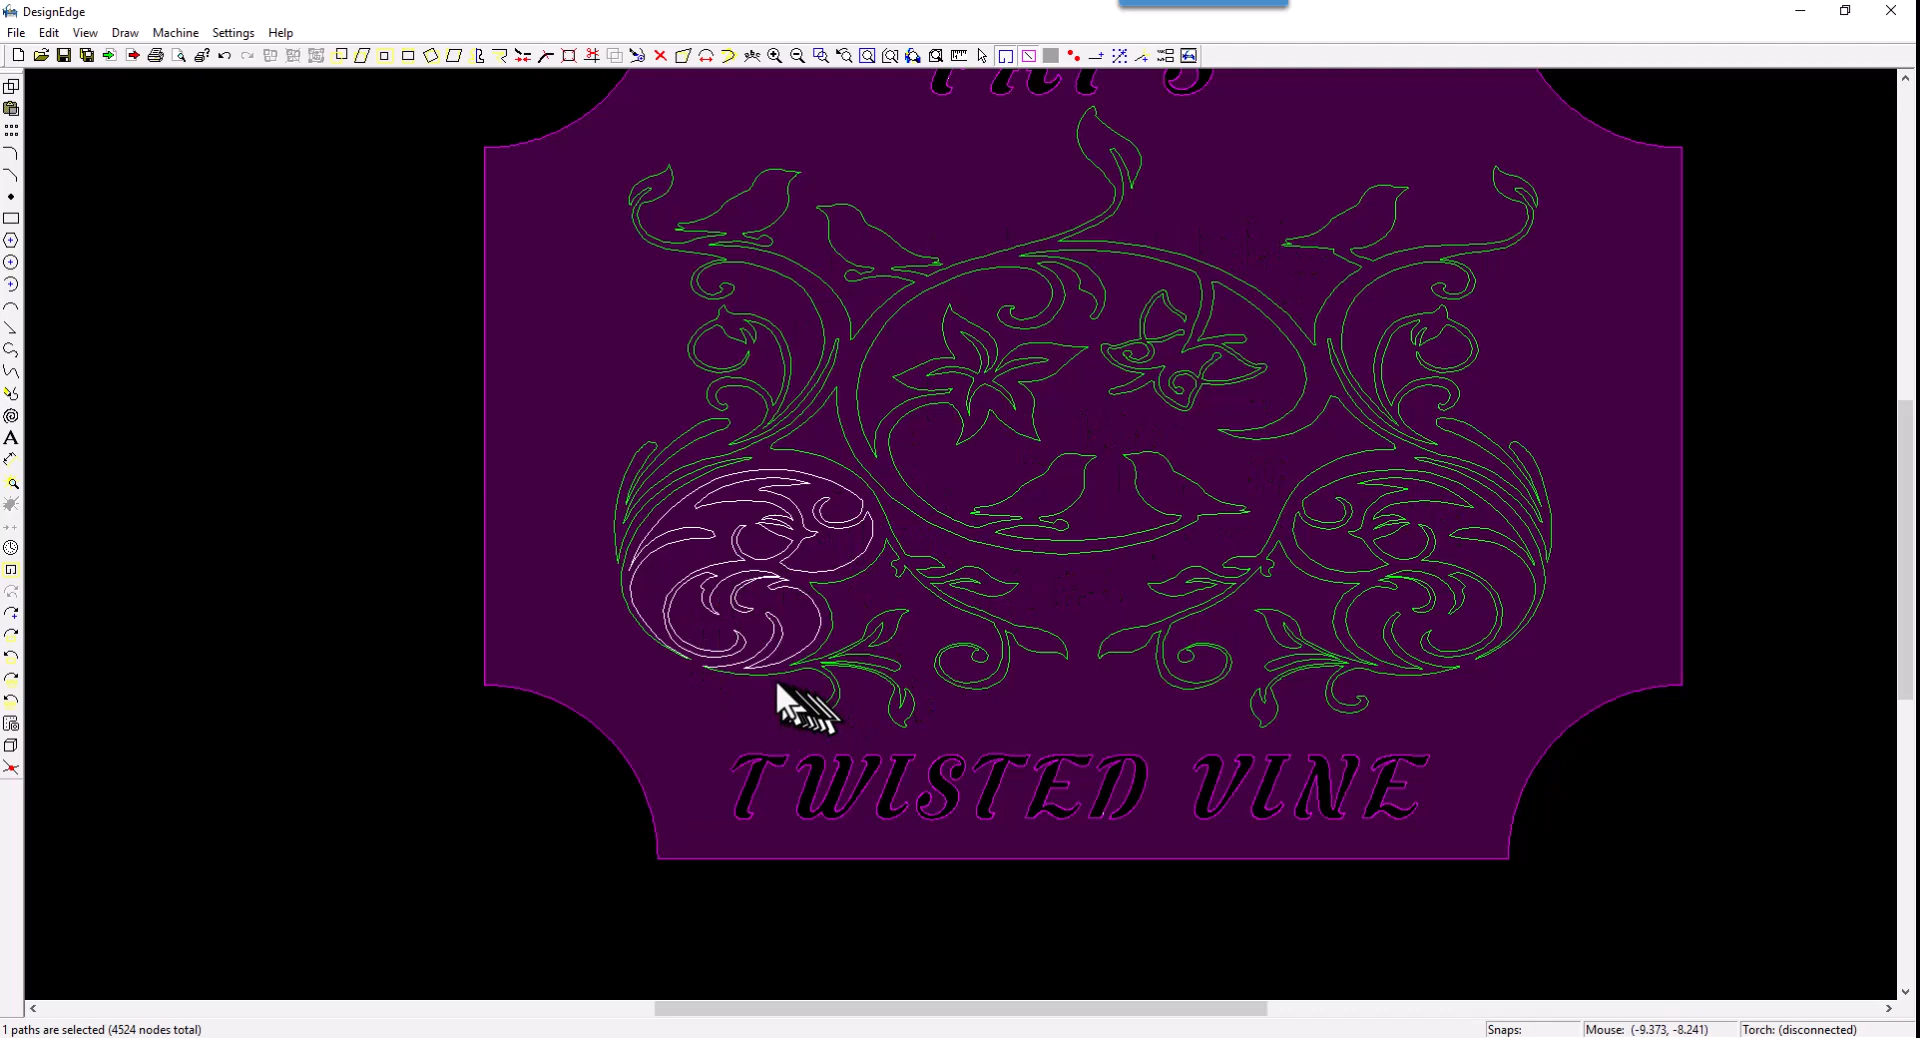 DesignEdge
File Edit View Draw Machine Settings Help
TWISTED VINE
1 paths are selected (4524 nodes total)
Snaps: Mouse: (-9.373, -8.241) Torch: (disconnected)